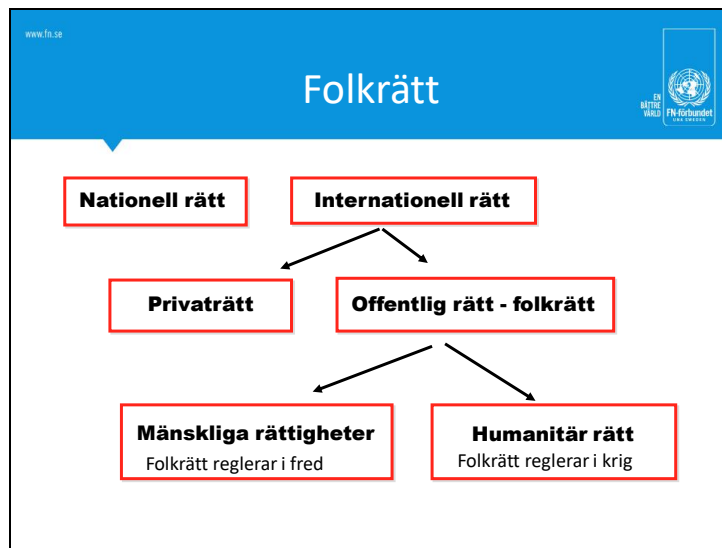 www.fn.se
Folkrätt
EN
BÄTTRE
VÄRLD
FN-förbundet
UNA SWEDEN
Nationell rätt
Internationell rätt
Privaträtt
Offentlig rätt - folkrätt
Mänskliga rättigheter
Folkrätt reglerar i fred
Humanitär rätt
Folkrätt reglerar i krig